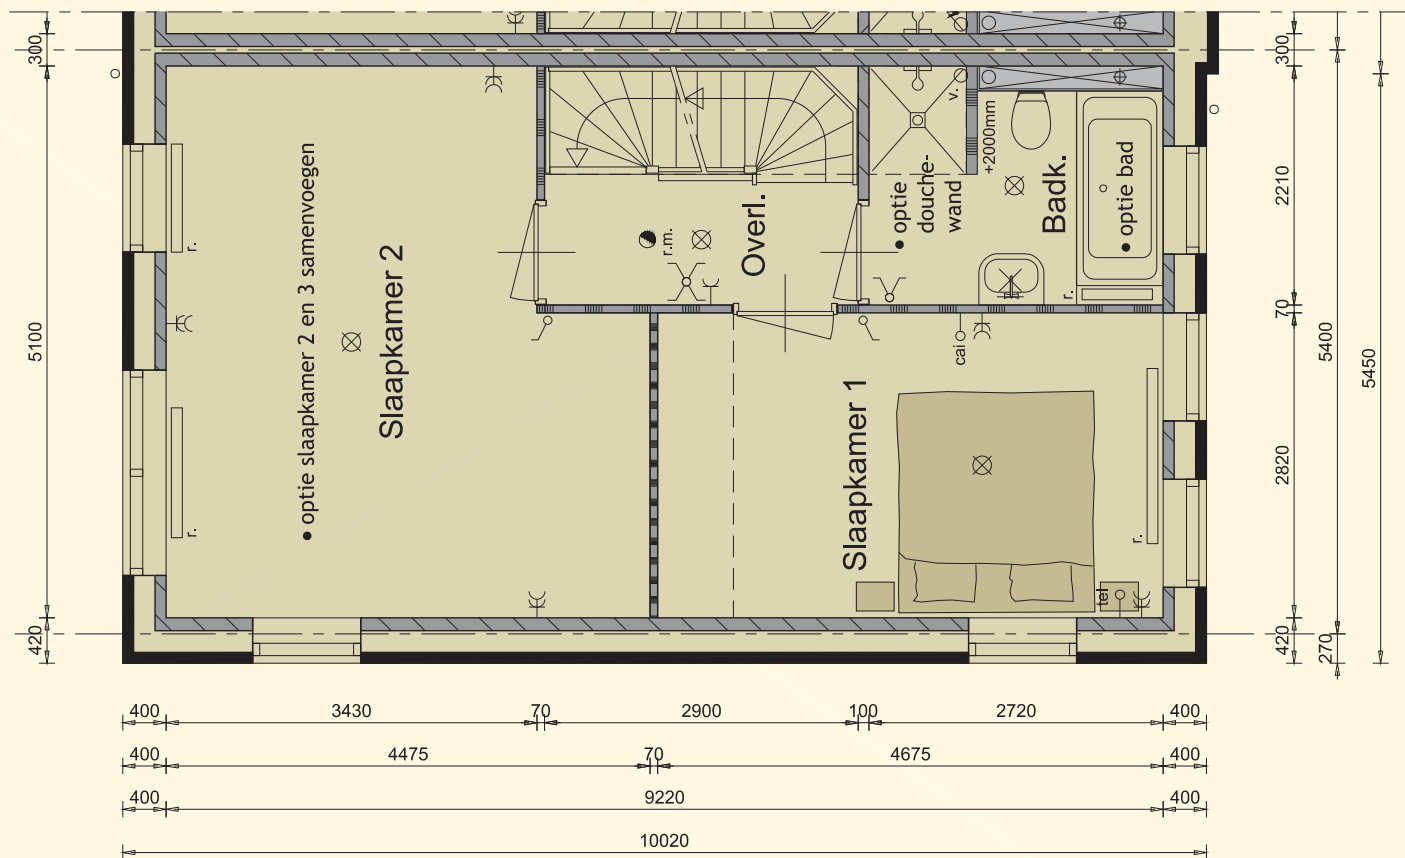 300
5100
420
r.
r.
• optie slaapkamer 2 en 3 samenvoegen
Slaapkamer 2
r.m.
Overl.
• optie
douche-
wand
v.
+2000mm
Badk.
• optie bad
r.
cai
Slaapkamer 1
tel
r.
300
2210
70
2820
420
5400
270
5450
400
3430
70
2900
100
2720
400
400
4475
70
4675
400
400
9220
400
10020